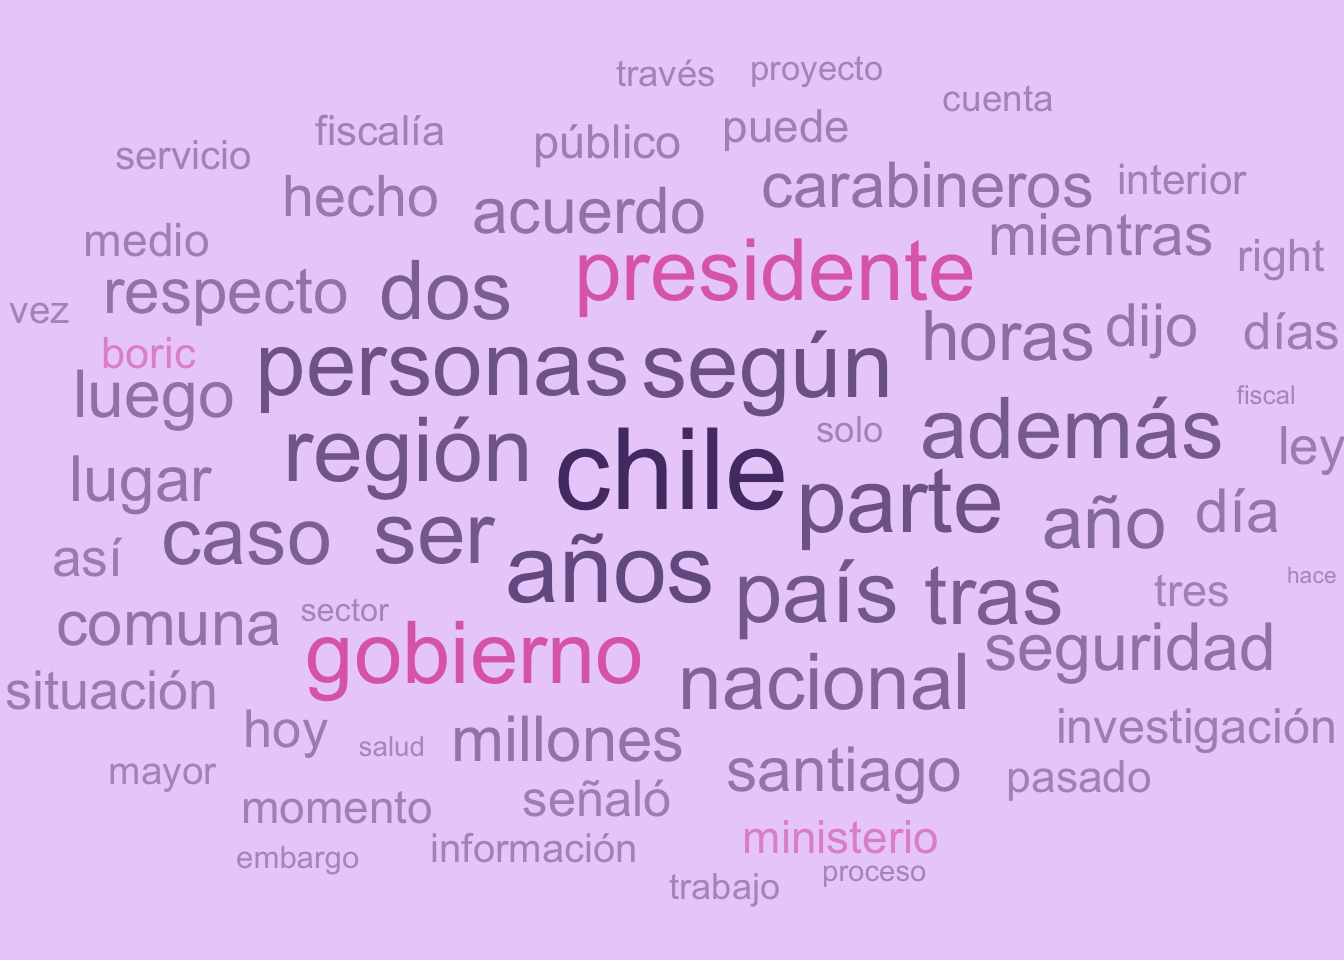 través
proyecto
cuenta
fiscalía
público
puede
servicio
hecho
acuerdo
carabineros
interior
medio
mientras
right
respecto
dos
presidente
vez
boric
personas
según
horas
dijo
días
luego
fiscal
región
chile
solo
además
ley
lugar
caso
ser
parte
año
día
así
años
país
tras
tres
hace
comuna
sector
gobierno
nacional
seguridad
situación
hoy
salud
millones
investigación
mayor
momento
señaló
santiago
pasado
embargo
información
ministerio
trabajo
proceso